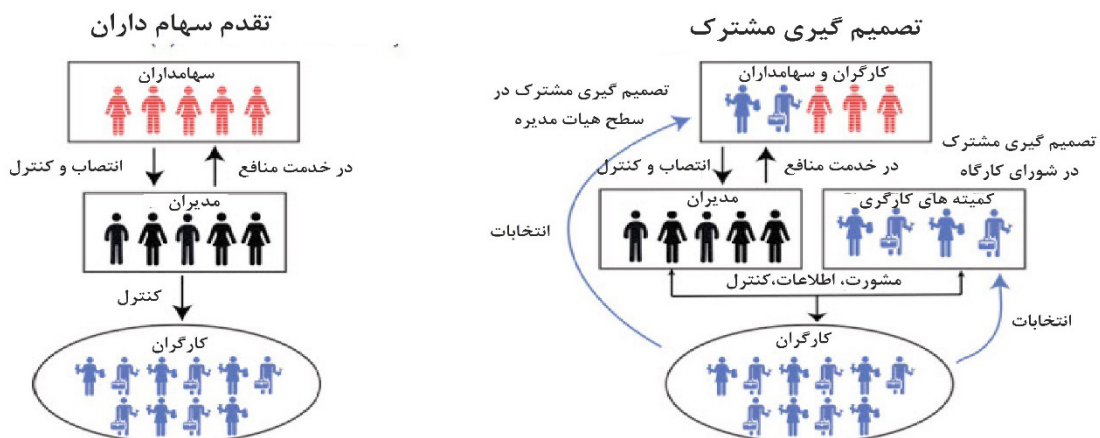 تصمیم گیری مشترک
کارگران و سهامداران
تصمیم گیری مشترک در
سطح هیات مدیره
تصمیم گیری مشترک
در شورای کارگاه
انتصاب و کنترل
در خدمت منافع
مدیران
کمیته های کارگری
انتخابات
مشورت، اطلاعات،کنترل
انتخابات
کارگران
تقدم سهام داران
سهامداران
انتصاب و کنترل
در خدمت منافع
مدیران
کنترل
کارگران